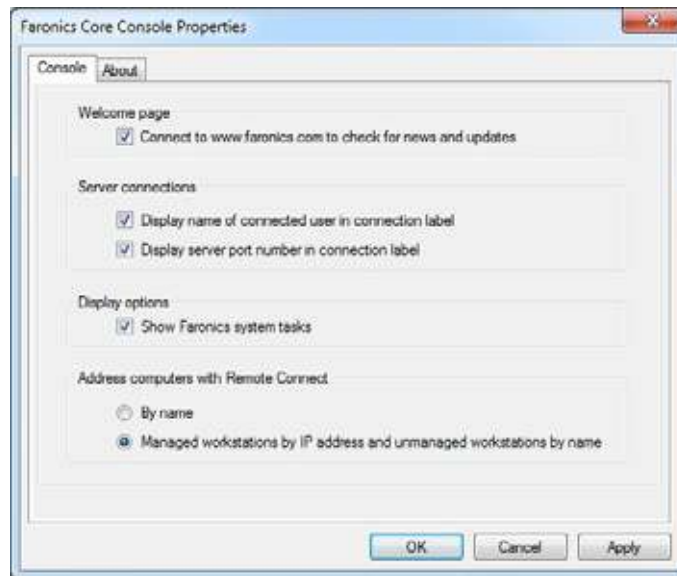 Faronics Core Console Properties
Console
About
Welcome page
Connect to www.faronics.com to check for news and updates
Server connections
Display name of connected user in connection label
Display server port number in connection label
Display options
Show Faronics system tasks
Address computers with Remote Connect
By name
Managed workstations by IP address and unmanaged workstations by name
OK
Cancel
Apply